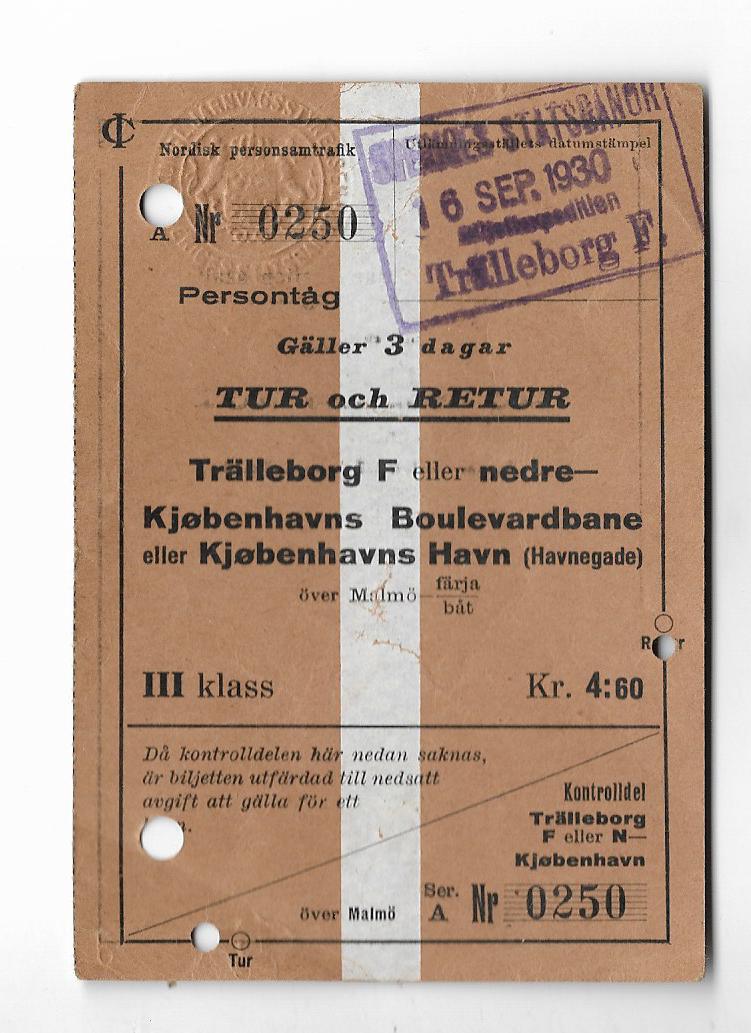 Nordisk personsamtrafik
Utlämningsställets datumstämpel
SVERIGES STATSBANOR
16 SEP. 1930
Biljettexpeditien
Trälleborg F.
A Nr 0250
Persontåg
Gäller 3 dagar
TUR och RETUR
Trälleborg F eller nedre—
Kjøbenhavns Boulevardbane
eller Kjøbenhavns Havn (Havnegade)
över Malmö—färja
båt
R r
III klass
Kr. 4:60
Då kontrolldelen här nedan saknas,
är biljetten utfärdad till nedsatt
avgift att gälla för ett
Kontrolldel
Trälleborg
F eller N—
Kjøbenhavn
över Malmö
Ser. A Nr 0250
Tur